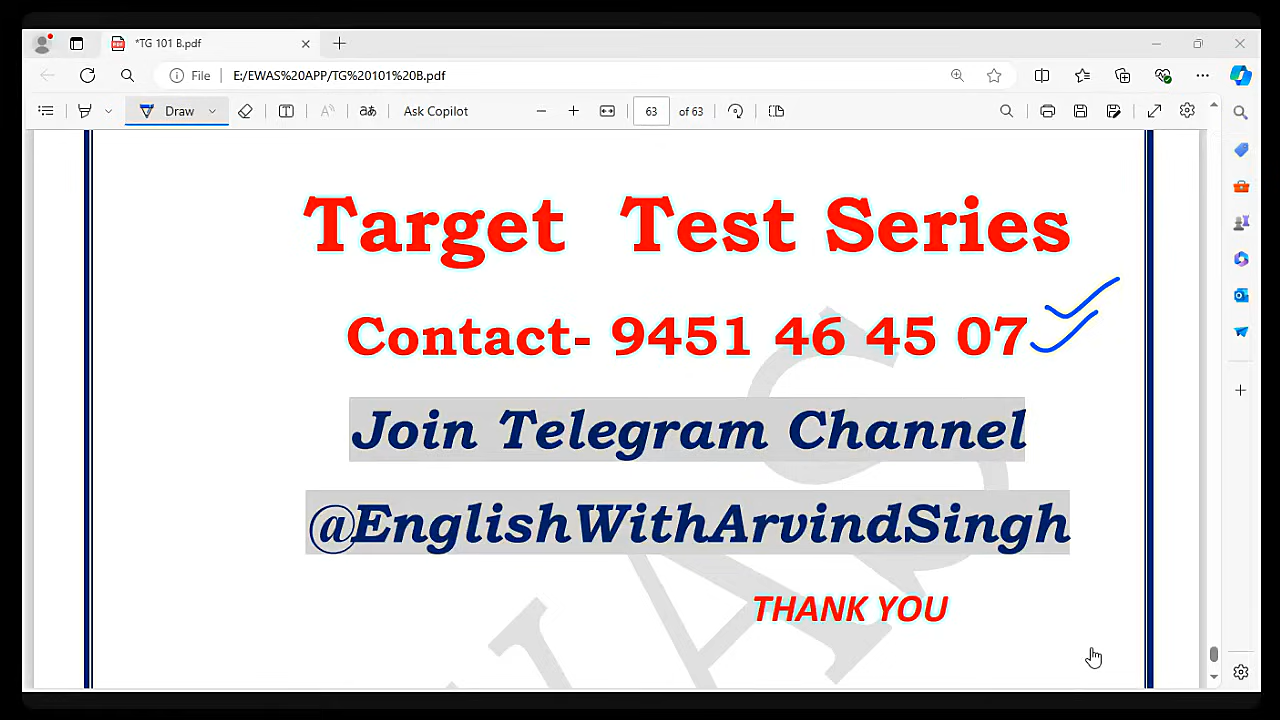 *TG 101 B.pdf
File E:/EWAS%20APP/TG%20101%20B.pdf
Draw Ask Copilot 63 of 63
Target Test Series
Contact- 9451 46 45 07
Join Telegram Channel
@EnglishWithArvindSingh
THANK YOU